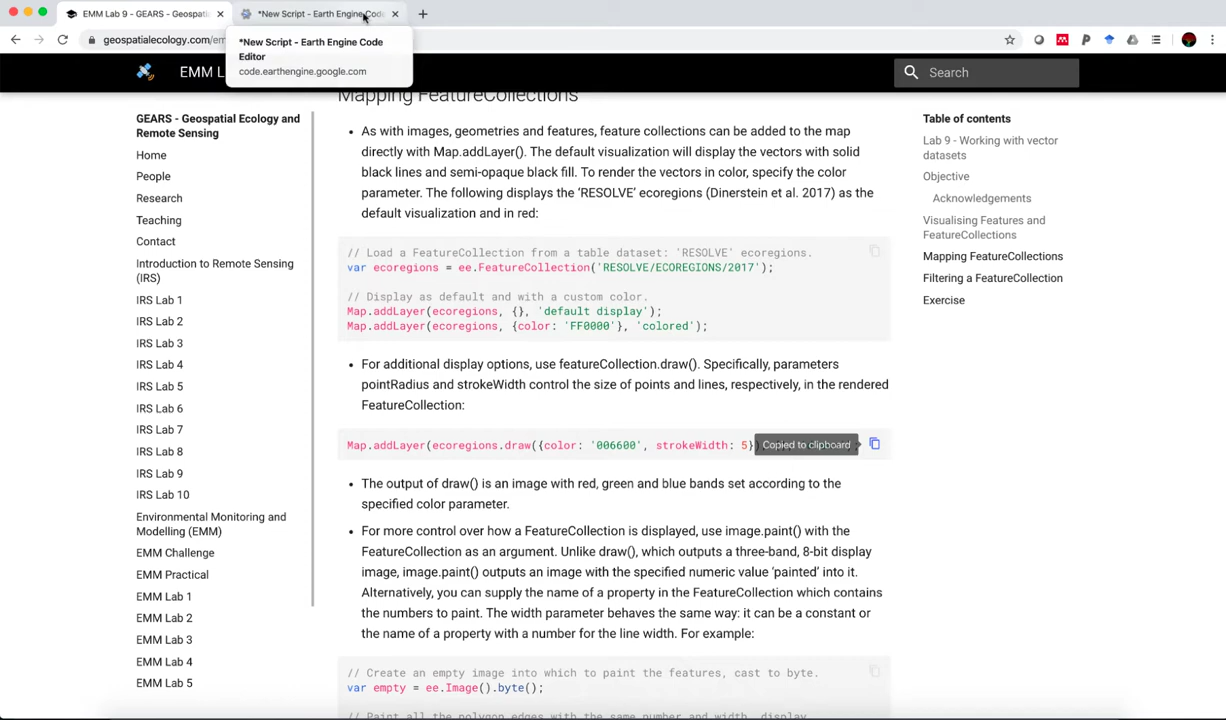 EMM Lab 9 - GEARS - Geospatia
*New Script - Earth Engine Code
geospatialecology.com/em
*New Script - Earth Engine Code
Editor
code.earthengine.google.com
EMM L
Search
GEARS - Geospatial Ecology and
Remote Sensing
Home
People
Research
Teaching
Contact
Introduction to Remote Sensing
(IRS)
IRS Lab 1
IRS Lab 2
IRS Lab 3
IRS Lab 4
IRS Lab 5
IRS Lab 6
IRS Lab 7
IRS Lab 8
IRS Lab 9
IRS Lab 10
Environmental Monitoring and
Modelling (EMM)
EMM Challenge
EMM Practical
EMM Lab 1
EMM Lab 2
EMM Lab 3
EMM Lab 4
EMM Lab 5
Mapping FeatureCollections
• As with images, geometries and features, feature collections can be added to the map
directly with Map.addLayer(). The default visualization will display the vectors with solid
black lines and semi-opaque black fill. To render the vectors in color, specify the color
parameter. The following displays the ‘RESOLVE’ ecoregions (Dinerstein et al. 2017) as the
default visualization and in red:
// Load a FeatureCollection from a table dataset: 'RESOLVE' ecoregions.
var ecoregions = ee.FeatureCollection('RESOLVE/ECOREGIONS/2017');
// Display as default and with a custom color.
Map.addLayer(ecoregions, {}, 'default display');
Map.addLayer(ecoregions, {color: 'FF0000'}, 'colored');
• For additional display options, use featureCollection.draw(). Specifically, parameters
pointRadius and strokeWidth control the size of points and lines, respectively, in the rendered
FeatureCollection:
Map.addLayer(ecoregions.draw({color: '006600', strokeWidth: 5}
Copied to clipboard
• The output of draw() is an image with red, green and blue bands set according to the
specified color parameter.
• For more control over how a FeatureCollection is displayed, use image.paint() with the
FeatureCollection as an argument. Unlike draw(), which outputs a three-band, 8-bit display
image, image.paint() outputs an image with the specified numeric value ‘painted’ into it.
Alternatively, you can supply the name of a property in the FeatureCollection which contains
the numbers to paint. The width parameter behaves the same way: it can be a constant or
the name of a property with a number for the line width. For example:
// Create an empty image into which to paint the features, cast to byte.
var empty = ee.Image().byte();
// Paint all the polygon edges with the same number and width, display.
Table of contents
Lab 9 - Working with vector
datasets
Objective
Acknowledgements
Visualising Features and
FeatureCollections
Mapping FeatureCollections
Filtering a FeatureCollection
Exercise